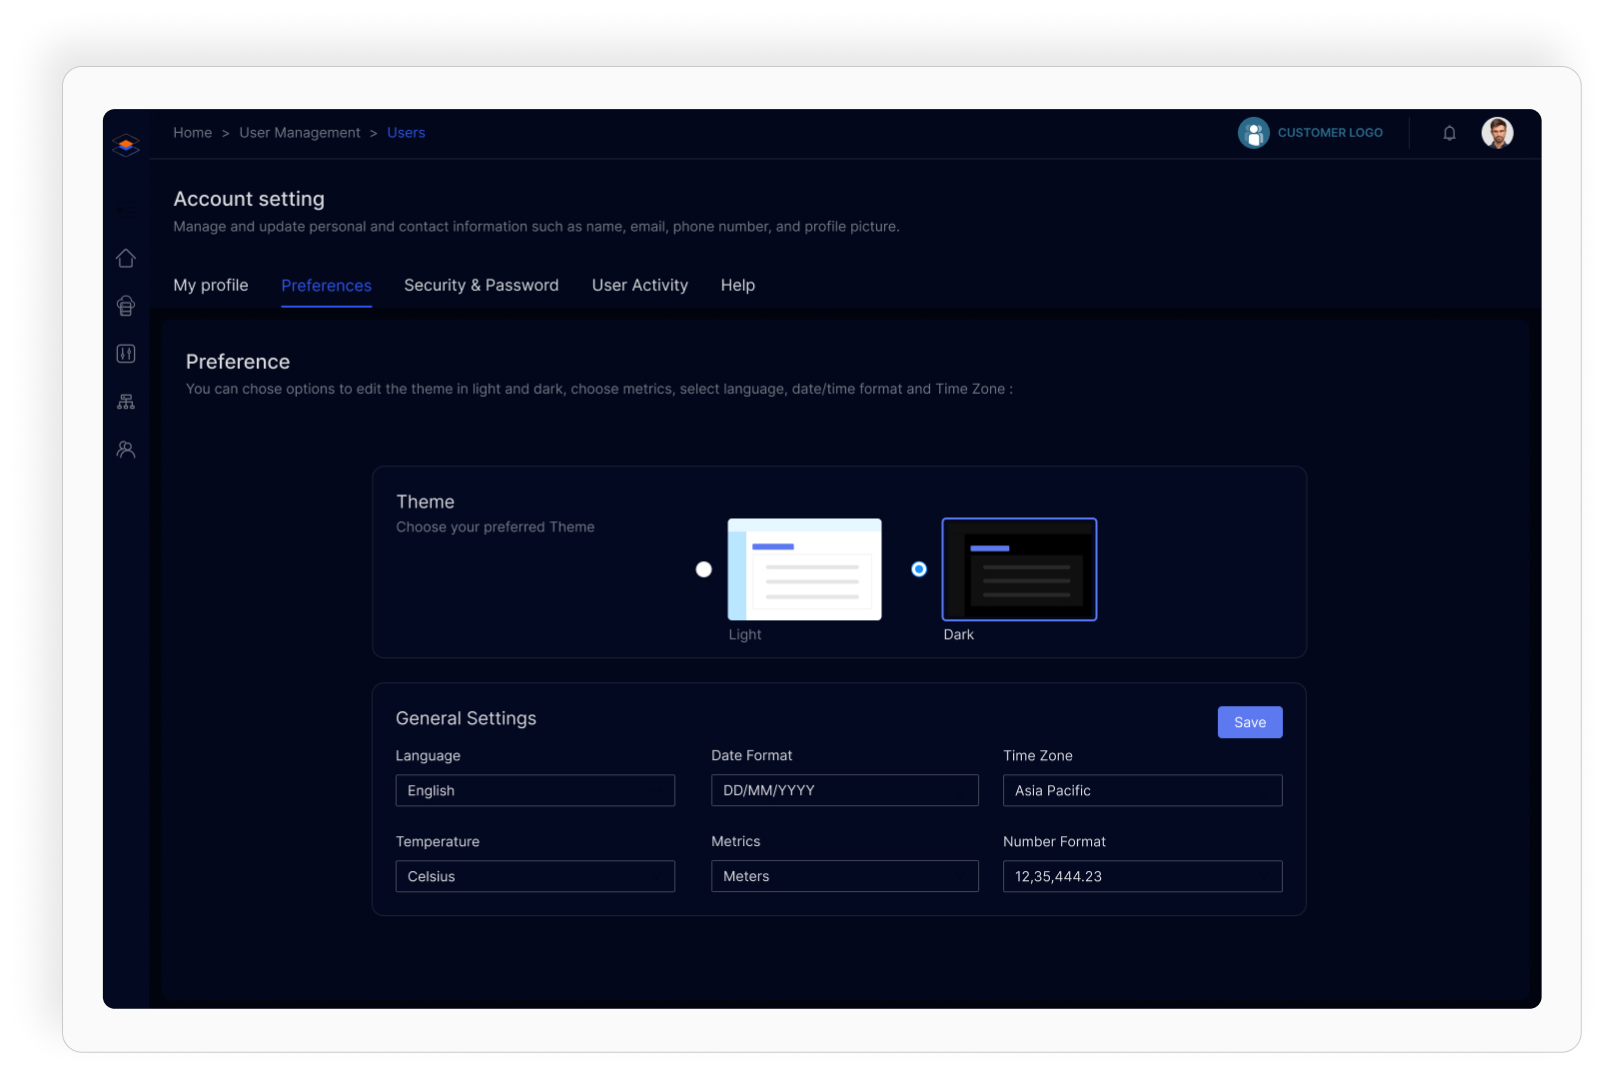 Home > User Management > Users
CUSTOMER LOGO
Account setting
Manage and update personal and contact information such as name, email, phone number, and profile picture.
My profile Preferences Security & Password User Activity Help
Preference
You can chose options to edit the theme in light and dark, choose metrics, select language, date/time format and Time Zone :
Theme
Choose your preferred Theme
Light
Dark
General Settings
Save
Language Date Format Time Zone
English DD/MM/YYYY Asia Pacific
Temperature Metrics Number Format
Celsius Meters 12,35,444.23